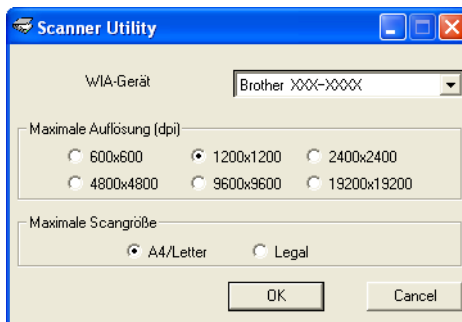 Scanner Utility
WIA-Gerät Brother XXX-XXXX
Maximale Auflösung (dpi)
600x600 1200x1200 2400x2400
4800x4800 9600x9600 19200x19200
Maximale Scangröße
A4/Letter Legal
OK Cancel